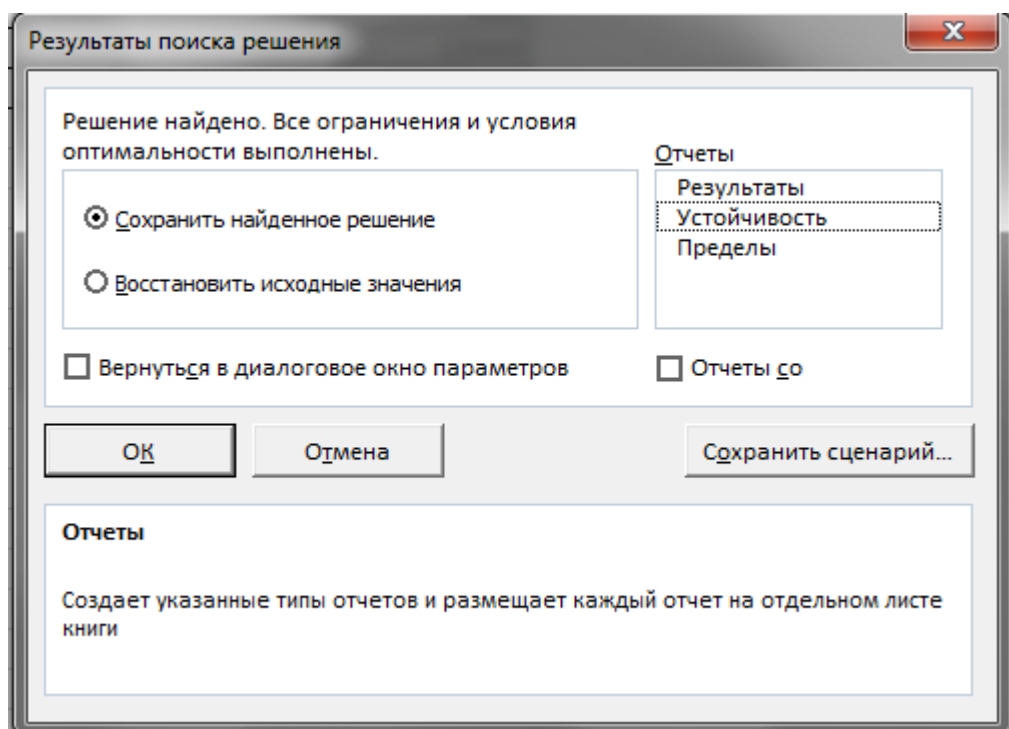 Результаты поиска решения
Решение найдено. Все ограничения и условия
оптимальности выполнены.
Отчеты
Результаты
Устойчивость
Пределы
Сохранить найденное решение
Восстановить исходные значения
Вернуться в диалоговое окно параметров
Отчеты со
ОК
Отмена
Сохранить сценарий...
Отчеты
Создает указанные типы отчетов и размещает каждый отчет на отдельном листе
книги